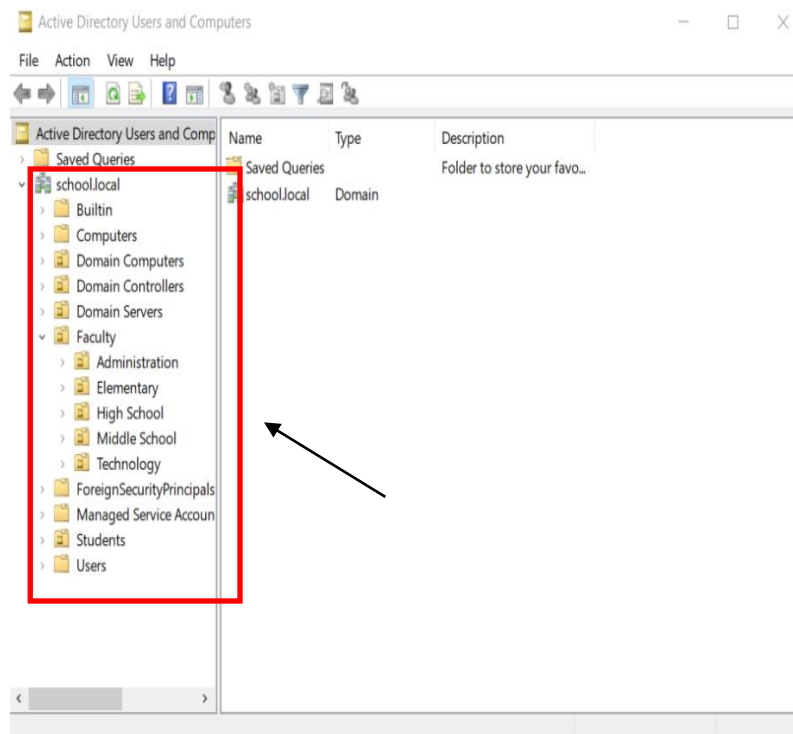 Active Directory Users and Computers
File Action View Help
Active Directory Users and Comp
Name Type Description
Saved Queries
Saved Queries Folder to store your favo...
school.local
school.local Domain
Builtin
Computers
Domain Computers
Domain Controllers
Domain Servers
Faculty
Administration
Elementary
High School
Middle School
Technology
ForeignSecurityPrincipals
Managed Service Accoun
Students
Users